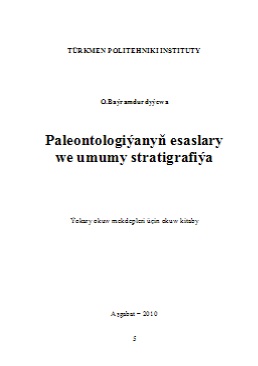 TÜRKMEN POLITEHNIKI INSTITUTY
O.Baýramdurdyýewa
Paleontologiýanyň esaslary
we umumy stratigrafiýa
Ýokary okuw mekdepleri üçin okuw kitaby
Aşgabat – 2010
5